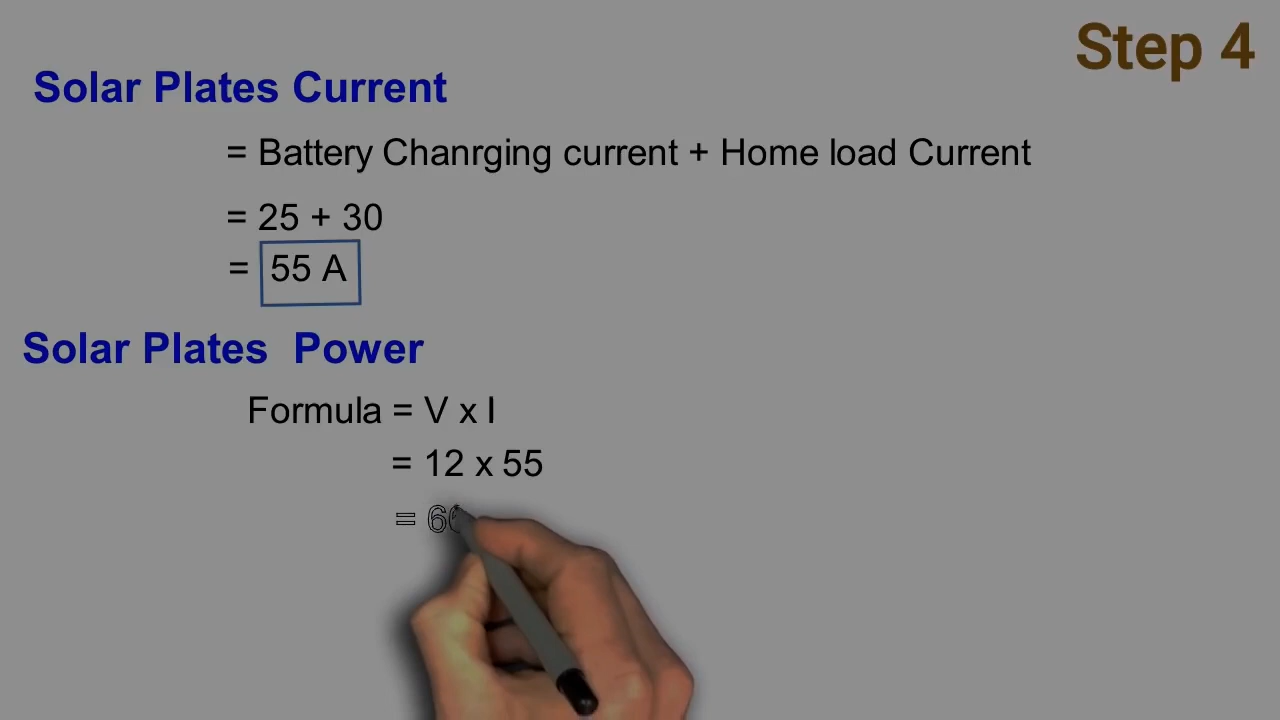 Step 4
Solar Plates Current
= Battery Chanrging current + Home load Current
= 25 + 30
= 55 A
Solar Plates Power
Formula = V x I
= 12 x 55
= 66